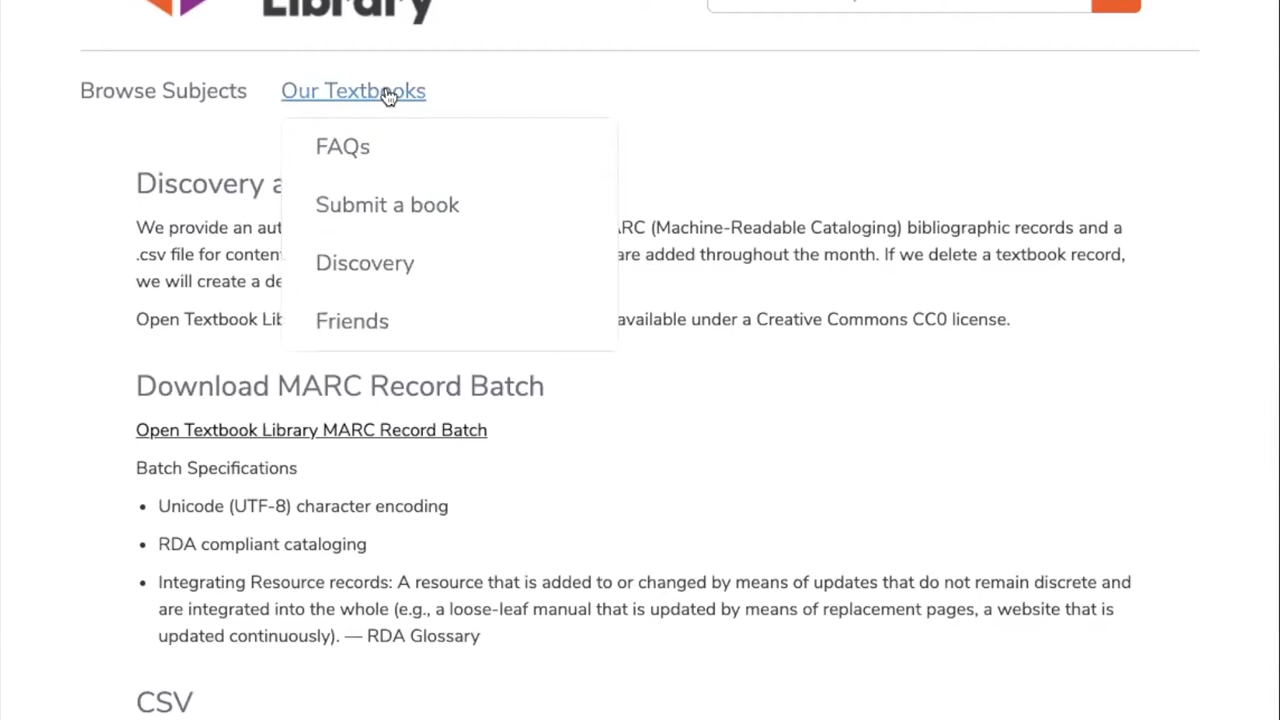 Library
Browse Subjects
Our Textbooks
FAQs
Submit a book
Discovery
Friends
Discovery
We provide an ARC (Machine-Readable Cataloging) bibliographic records and a
.csv file for are added throughout the month. If we delete a textbook record,
we will create a
Open Textbook available under a Creative Commons CC0 license.
Download MARC Record Batch
Open Textbook Library MARC Record Batch
Batch Specifications
• Unicode (UTF-8) character encoding
• RDA compliant cataloging
• Integrating Resource records: A resource that is added to or changed by means of updates that do not remain discrete and
are integrated into the whole (e.g., a loose-leaf manual that is updated by means of replacement pages, a website that is
updated continuously). — RDA Glossary
CSV